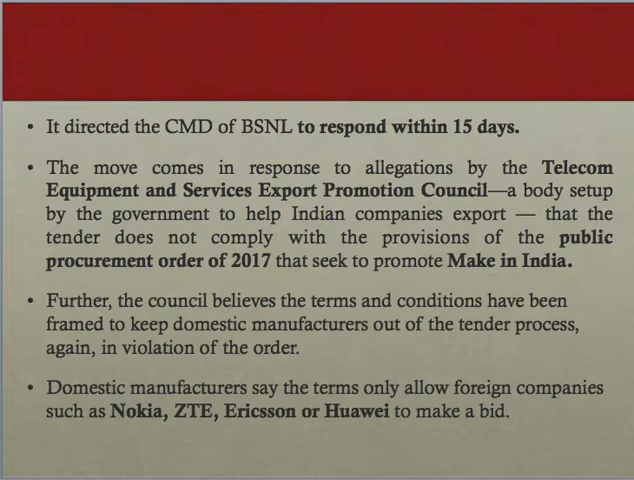 • It directed the CMD of BSNL to respond within 15 days.
• The move comes in response to allegations by the Telecom
Equipment and Services Export Promotion Council—a body setup
by the government to help Indian companies export — that the
tender does not comply with the provisions of the public
procurement order of 2017 that seek to promote Make in India.
• Further, the council believes the terms and conditions have been
framed to keep domestic manufacturers out of the tender process,
again, in violation of the order.
• Domestic manufacturers say the terms only allow foreign companies
such as Nokia, ZTE, Ericsson or Huawei to make a bid.